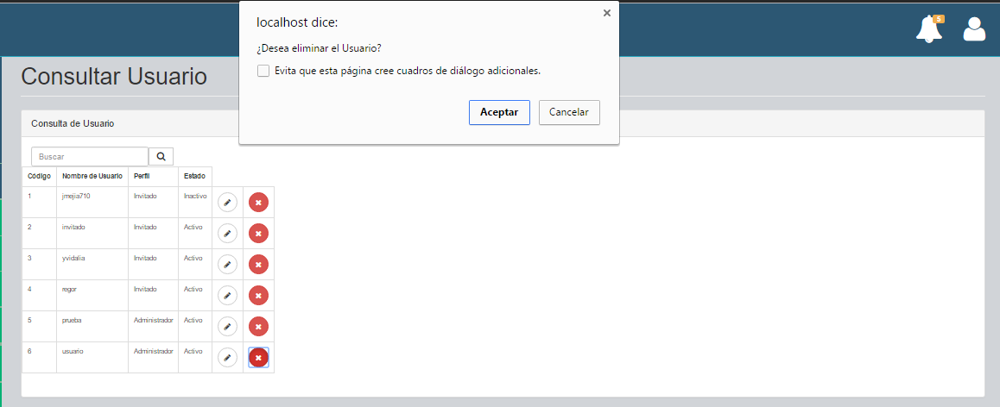 localhost dice:
¿Desea eliminar el Usuario?
Evita que esta página cree cuadros de diálogo adicionales.
Aceptar Cancelar
5
Consultar Usuario
Consulta de Usuario
Buscar
Código Nombre de Usuario Perfil Estado
1 jmejia710 Invitado Inactivo
2 invitado Invitado Activo
3 yvidalia Invitado Activo
4 regor Invitado Activo
5 prueba Administrador Activo
6 usuario Administrador Activo